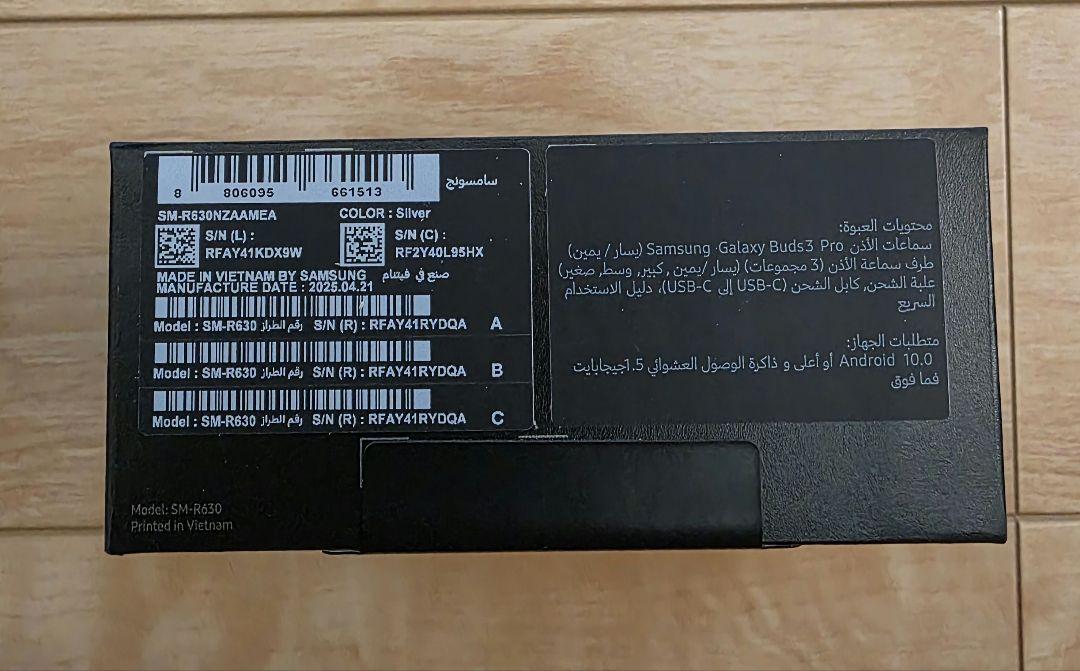 8 806095 661513
سامسونج
SM-R630NZAAMEA COLOR : Silver
S/N (L) :
RFAY41KDX9W
S/N (C) :
RF2Y40L95HX
MADE IN VIETNAM BY SAMSUNG صنع في فيتنام
MANUFACTURE DATE : 2025.04.21
Model : SM-R630 رقم الطراز S/N (R) : RFAY41RYDQA A
Model : SM-R630 رقم الطراز S/N (R) : RFAY41RYDQA B
Model : SM-R630 رقم الطراز S/N (R) : RFAY41RYDQA C
محتويات العبوة:
سماعات الأذن Samsung Galaxy Buds3 Pro (يسار / يمين)
طرف سماعة الأذن (3 مجموعات) (يسار /يمين ,كبير, وسط, صغير)
علبة الشحن, كابل الشحن (USB-C إلى USB-C)، دليل الاستخدام
السريع
متطلبات الجهاز:
Android 10.0 أو أعلى و ذاكرة الوصول العشوائي 1.5جيجابايت
فما فوق
Model: SM-R630
Printed in Vietnam